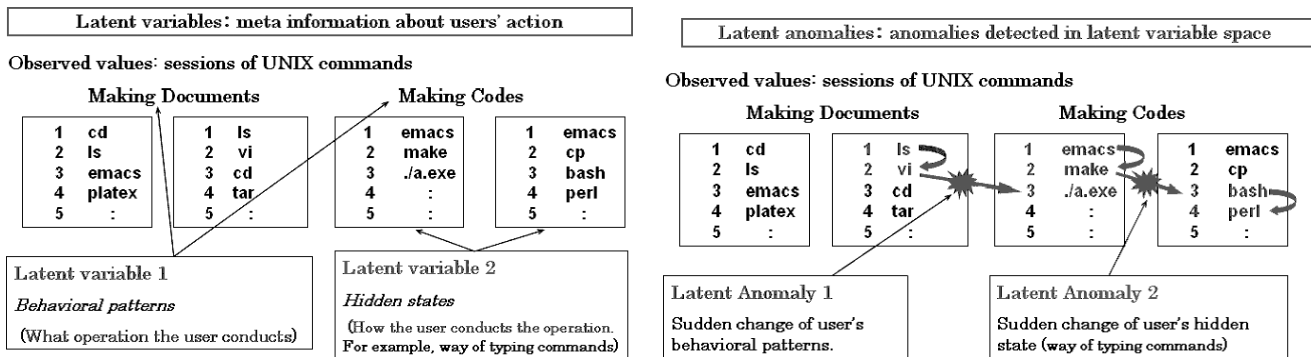 Latent variables: meta information about users' action
Observed values: sessions of UNIX commands
Making Documents
Making Codes
1 cd
2 ls
3 emacs
4 platex
5 :
1 ls
2 vi
3 cd
4 tar
5 :
1 emacs
2 make
3 ./a.exe
4 :
5 :
1 emacs
2 cp
3 bash
4 perl
5 :
Latent variable 1
Behavioral patterns
(What operation the user conducts)
Latent variable 2
Hidden states
(How the user conducts the operation.
For example, way of typing commands)
Latent anomalies: anomalies detected in latent variable space
Observed values: sessions of UNIX commands
Making Documents
Making Codes
1 cd
2 ls
3 emacs
4 platex
5 :
1 ls
2 vi
3 cd
4 tar
5 :
1 emacs
2 make
3 ./a.exe
4 :
5 :
1 emacs
2 cp
3 bash
4 perl
5 :
Latent Anomaly 1
Sudden change of user's
behavioral patterns.
Latent Anomaly 2
Sudden change of user's hidden
state (way of typing commands)